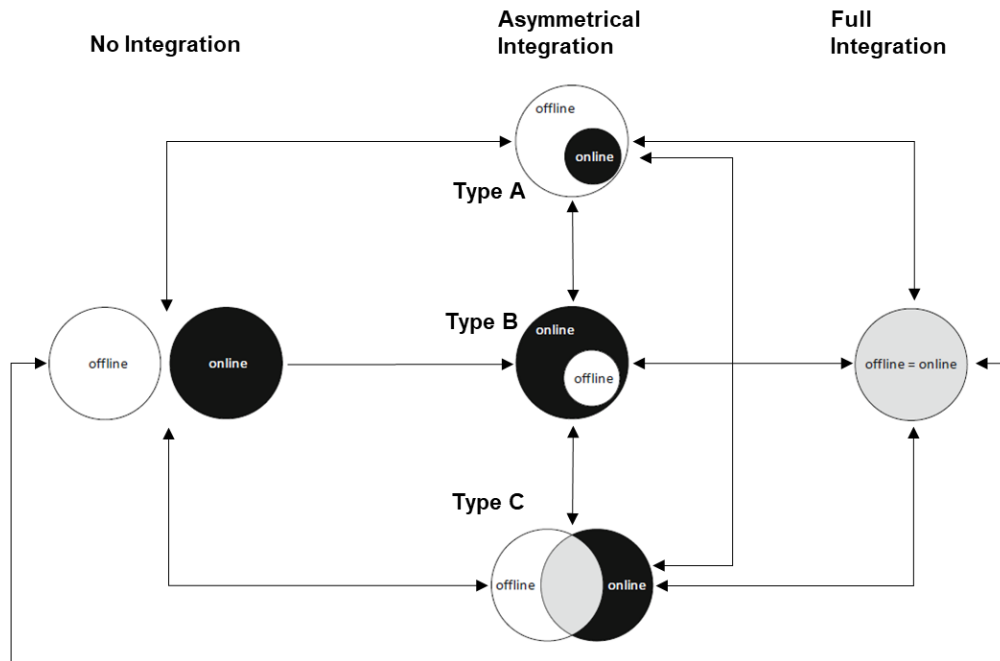 No Integration
Asymmetrical
Integration
Full
Integration
offline
online
Type A
Type B
online
offline
offline
online
offline = online
Type C
offline
online